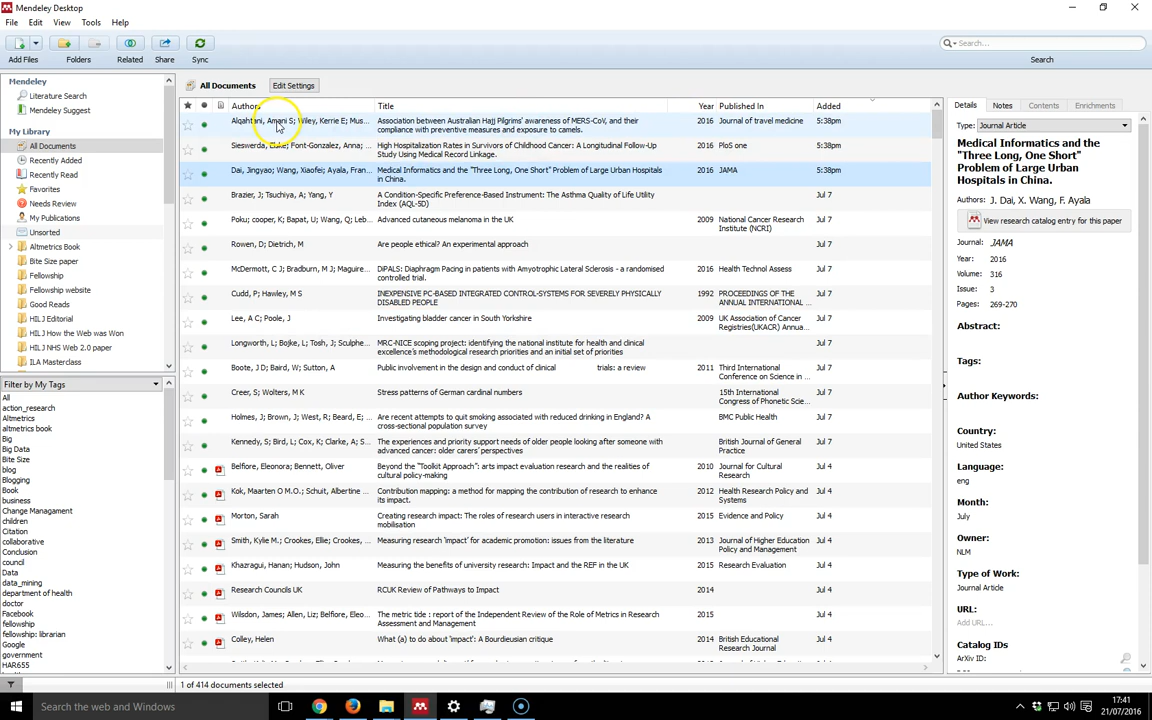 Mendeley Desktop
File Edit View Tools Help
Add Files Folders Related Share Sync Search... Search
Mendeley
Literature Search
Mendeley Suggest
My Library
All Documents
Recently Added
Recently Read
Favorites
Needs Review
My Publications
Unsorted
Altmetrics Book
Bite Size paper
Fellowship
Fellowship website
Good Reads
HILJ Editorial
HILJ How the Web was Won
HILJ NHS Web 2.0 paper
ILA Masterclass
Filter by My Tags
All
action_research
Altmetrics
altmetrics book
Big
Big Data
Bite Size
blog
Blogging
Book
business
Change Managament
children
Citation
collaborative
Conclusion
council
Data
data_mining
department of health
doctor
Facebook
fellowship
fellowship: librarian
Google
government
HAR655
All Documents Edit Settings
Authors Title Year Published In Added
Alqahtani, Amani S; Wiley, Kerrie E; Mus... Association between Australian Hajj Pilgrims' awareness of MERS-CoV, and their 2016 Journal of travel medicine 5:38pm
compliance with preventive measures and exposure to camels.
Sieswerda, Elske; Font-Gonzalez, Anna; ... High Hospitalization Rates in Survivors of Childhood Cancer: A Longitudinal Follow-Up 2016 PloS one 5:38pm
Study Using Medical Record Linkage.
Dai, Jingyao; Wang, Xiaofei; Ayala, Fran... Medical Informatics and the "Three Long, One Short" Problem of Large Urban Hospitals 2016 JAMA 5:38pm
in China.
Brazier, J; Tsuchiya, A; Yang, Y A Condition-Specific Preference-Based Instrument: The Asthma Quality of Life Utility Jul 7
Index (AQL-5D)
Poku; cooper, K; Bapat, U; Wang, Q; Leb... Advanced cutaneous melanoma in the UK 2009 National Cancer Research Jul 7
Institute (NCRI)
Rowen, D; Dietrich, M Are people ethical? An experimental approach Jul 7
McDermott, C J; Bradburn, M J; Maguire... DiPALS: Diaphragm Pacing in patients with Amyotrophic Lateral Sclerosis - a randomised 2016 Health Technol Assess Jul 7
controlled trial.
Cudd, P; Hawley, M S INEXPENSIVE PC-BASED INTEGRATED CONTROL-SYSTEMS FOR SEVERELY PHYSICALLY 1992 PROCEEDINGS OF THE Jul 7
DISABLED PEOPLE ANNUAL INTERNATIONAL ...
Lee, A C; Poole, J Investigating bladder cancer in South Yorkshire 2009 UK Association of Cancer Jul 7
Registries(UKACR) Annua...
Longworth, L; Bojke, L; Tosh, J; Sculphe... MRC-NICE scoping project: identifying the national institute for health and clinical Jul 7
excellence's methodological research priorities and an initial set of priorities
Boote, J D; Baird, W; Sutton, A Public involvement in the design and conduct of clinical trials: a review 2011 Third International Jul 7
Conference on Science in ...
Creer, S; Wolters, M K Stress patterns of German cardinal numbers 15th International Jul 7
Congress of Phonetic Scie...
Holmes, J; Brown, J; West, R; Beard, E; ... Are recent attempts to quit smoking associated with reduced drinking in England? A BMC Public Health Jul 7
cross-sectional population survey
Kennedy, S; Bird, L; Cox, K; Clarke, A; S... The experiences and priority support needs of older people looking after someone with British Journal of General Jul 7
advanced cancer: older carers' perspectives Practice
Belfiore, Eleonora; Bennett, Oliver Beyond the "Toolkit Approach": arts impact evaluation research and the realities of 2010 Journal for Cultural Jul 4
cultural policy-making Research
Kok, Maarten O M.O.; Schuit, Albertine ... Contribution mapping: a method for mapping the contribution of research to enhance 2012 Health Research Policy and Jul 4
its impact. Systems
Morton, Sarah Creating research impact: The roles of research users in interactive research 2015 Evidence and Policy Jul 4
mobilisation
Smith, Kylie M.; Crookes, Ellie; Crookes, ... Measuring research 'impact' for academic promotion: issues from the literature 2013 Journal of Higher Education Jul 4
Policy and Management
Khazragui, Hanan; Hudson, John Measuring the benefits of university research: Impact and the REF in the UK 2015 Research Evaluation Jul 4
Research Councils UK RCUK Review of Pathways to Impact 2014 Jul 4
Wilsdon, James; Allen, Liz; Belfiore, Eleo... The metric tide : report of the Independent Review of the Role of Metrics in Research 2015 Jul 4
Assessment and Management
Colley, Helen What (a) to do about 'impact': A Bourdieusian critique 2014 British Educational Jul 4
Research Journal
Details Notes Contents Enrichments
Type: Journal Article
Medical Informatics and the
"Three Long, One Short"
Problem of Large Urban
Hospitals in China.
Authors: J. Dai, X. Wang, F. Ayala
View research catalog entry for this paper
Journal: JAMA
Year: 2016
Volume: 316
Issue: 3
Pages: 269-270
Abstract:
Tags:
Author Keywords:
Country:
United States
Language:
eng
Month:
July
Owner:
NLM
Type of Work:
Journal Article
URL:
Add URL...
Catalog IDs
ArXiv ID:
1 of 414 documents selected
Search the web and Windows
17:41
21/07/2016